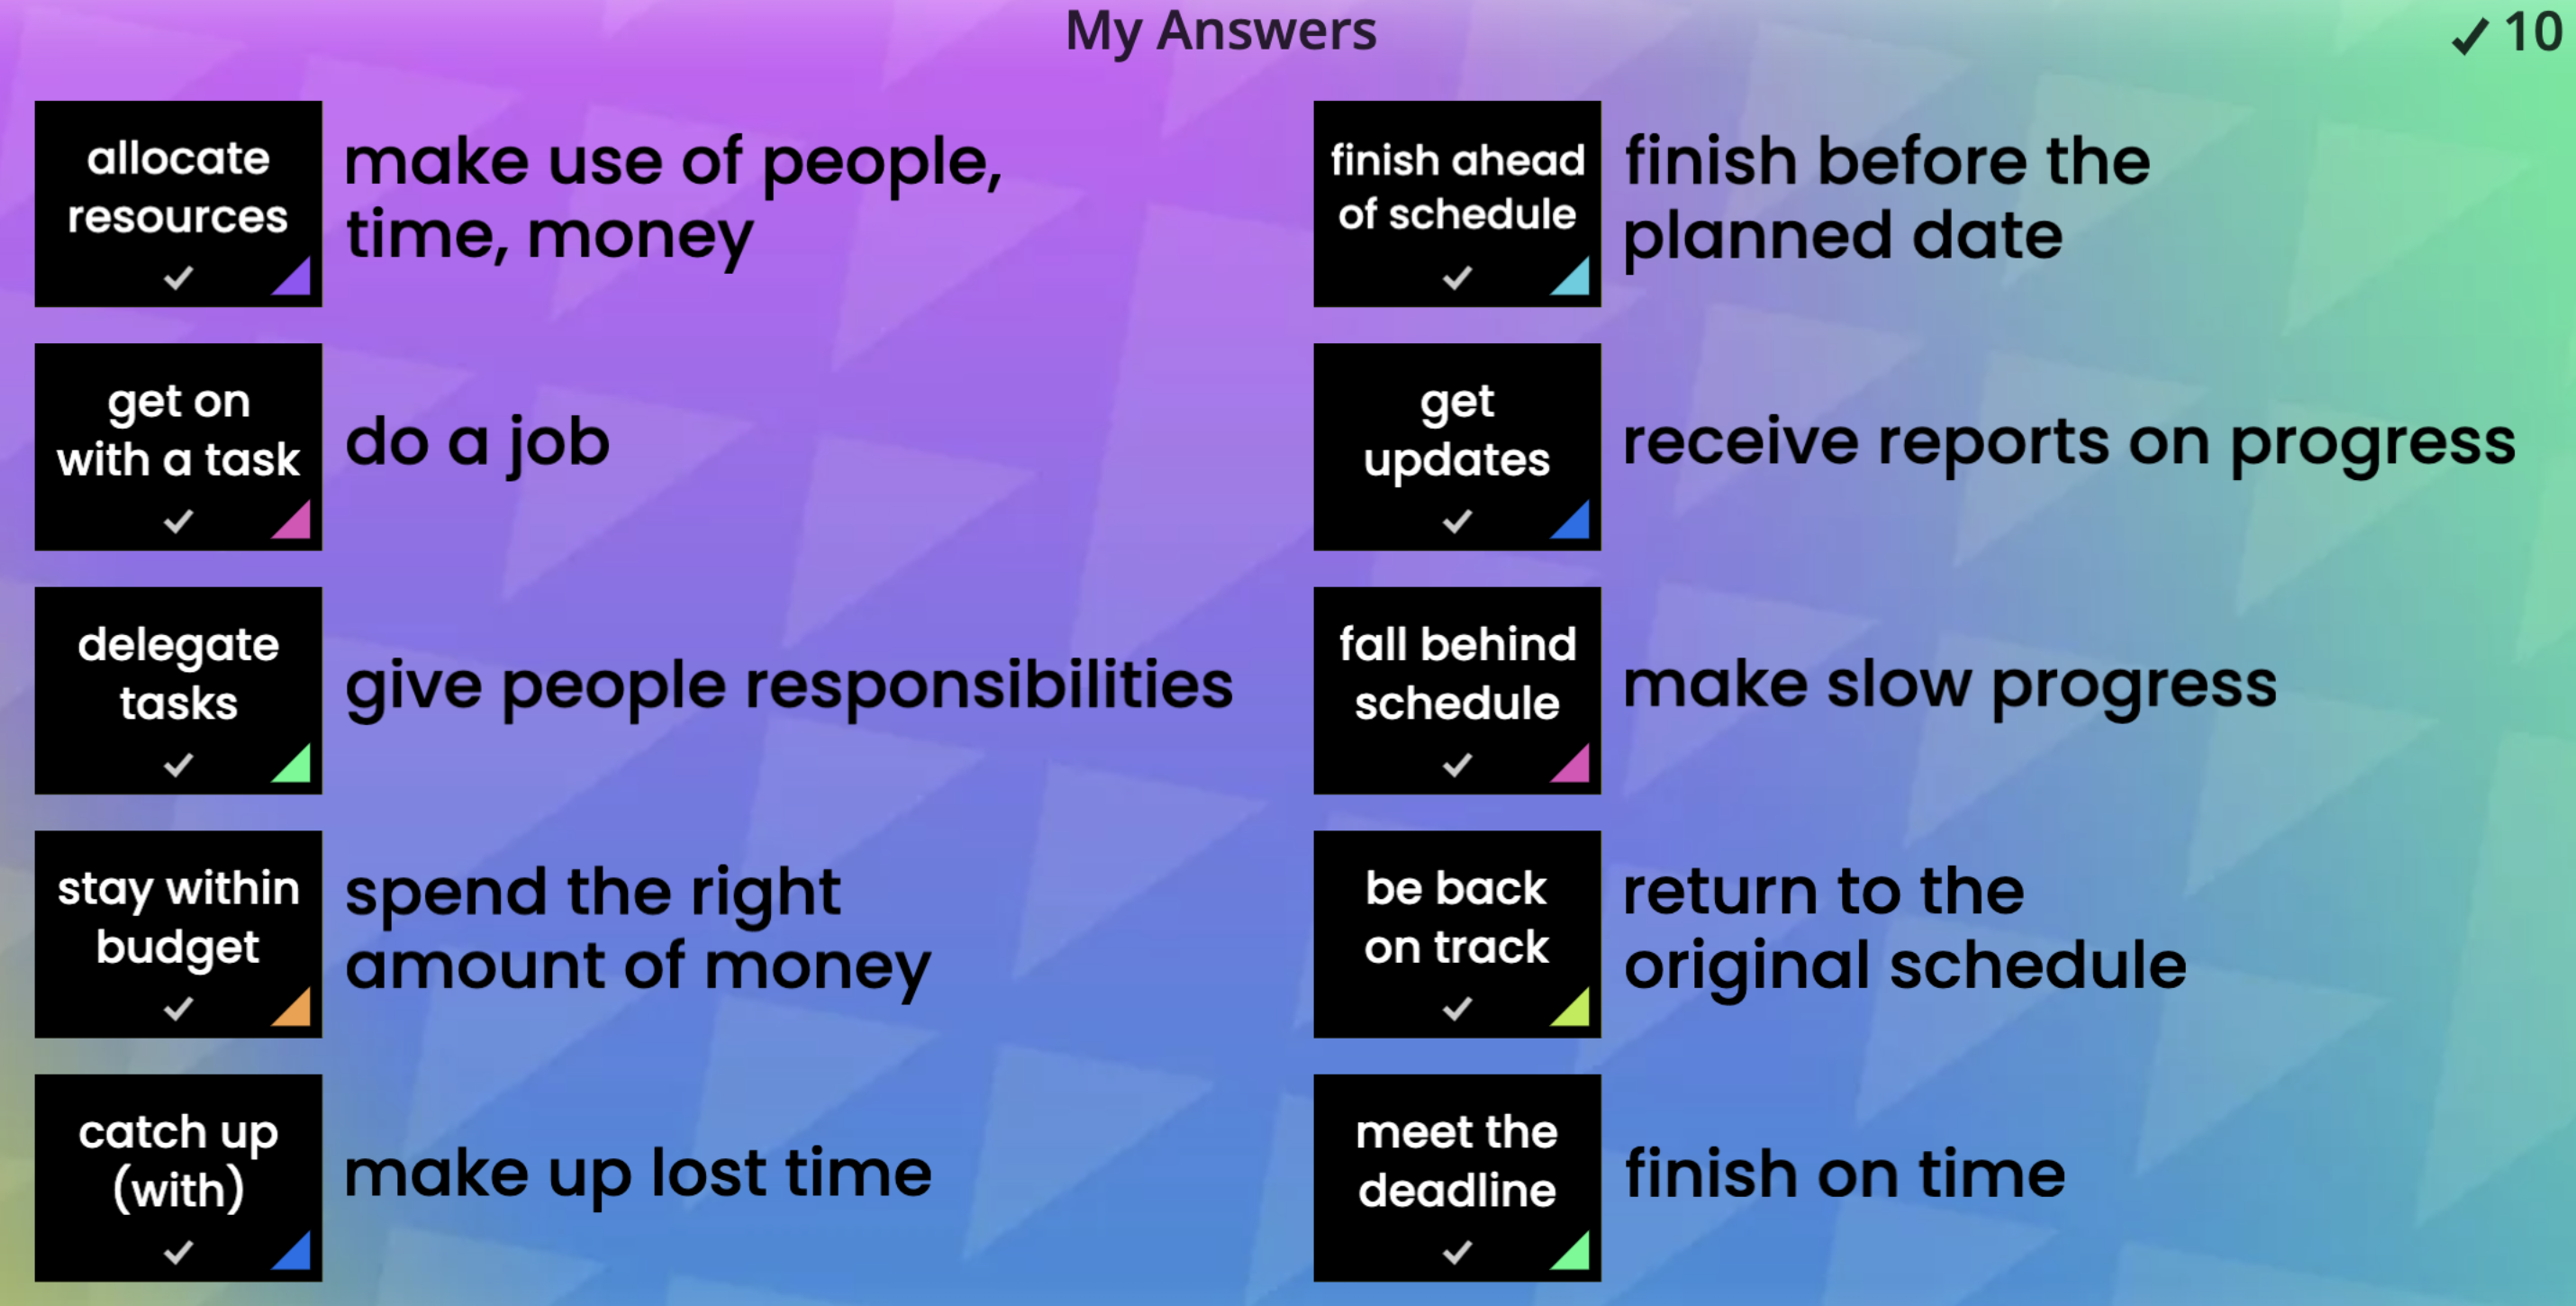 My Answers
✓ 10
allocate
resources
make use of people,
time, money
get on
with a task
do a job
delegate
tasks
give people responsibilities
stay within
budget
spend the right
amount of money
catch up
(with)
make up lost time
finish ahead
of schedule
finish before the
planned date
get
updates
receive reports on progress
fall behind
schedule
make slow progress
be back
on track
return to the
original schedule
meet the
deadline
finish on time